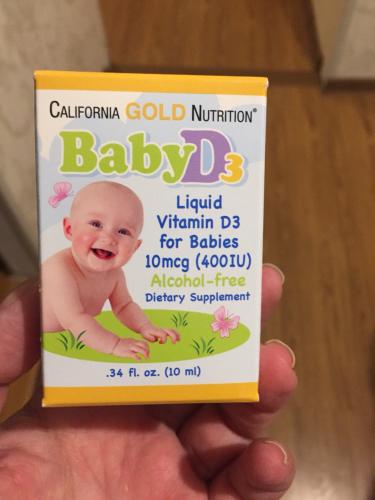 CALIFORNIA GOLD NUTRITION®
BabyD3
Liquid
Vitamin D3
for Babies
10mcg (400IU)
Alcohol-free
Dietary Supplement
.34 fl. oz. (10 ml)